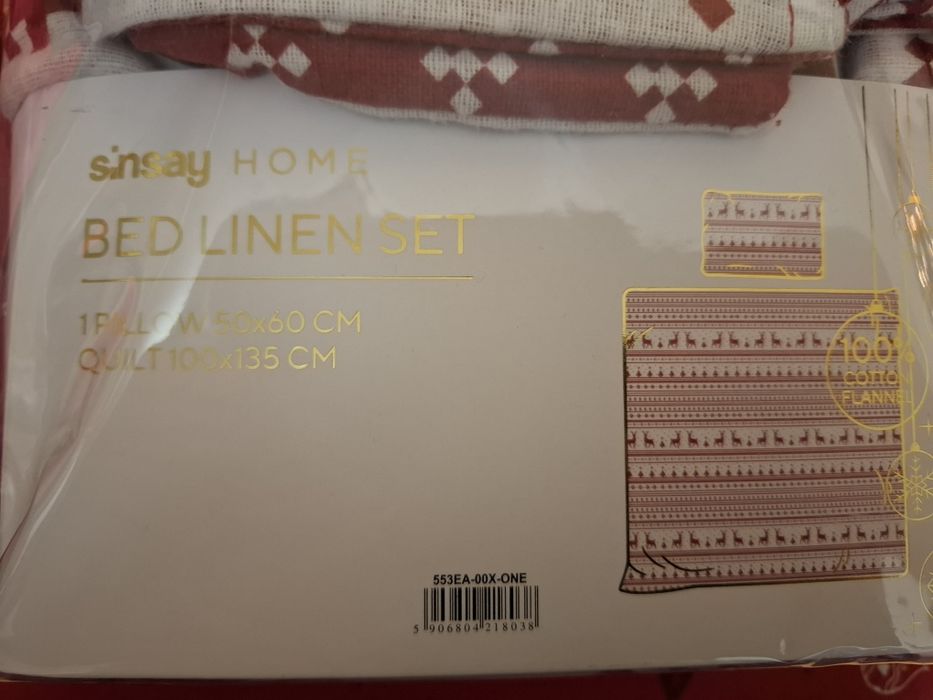 sinsay HOME
BED LINEN SET
1 PILLOW 50x60 CM
QUILT 100x135 CM
100%
COTTON
FLANNEL
553EA-00X-ONE
5 906804 218038